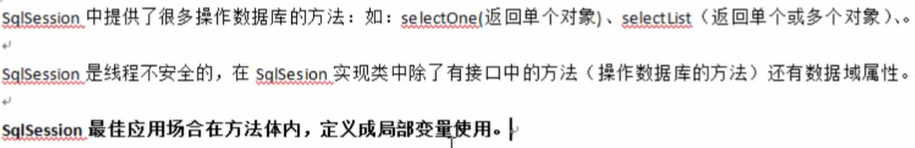 SqlSession 中提供了很多操作数据库的方法：如：selectOne(返回单个对象)、selectList（返回单个或多个对象）、。
SqlSession 是线程不安全的，在 SqlSesion 实现类中除了有接口中的方法（操作数据库的方法）还有数据域属性。
SqlSession 最佳应用场合在方法体内，定义成局部变量使用。